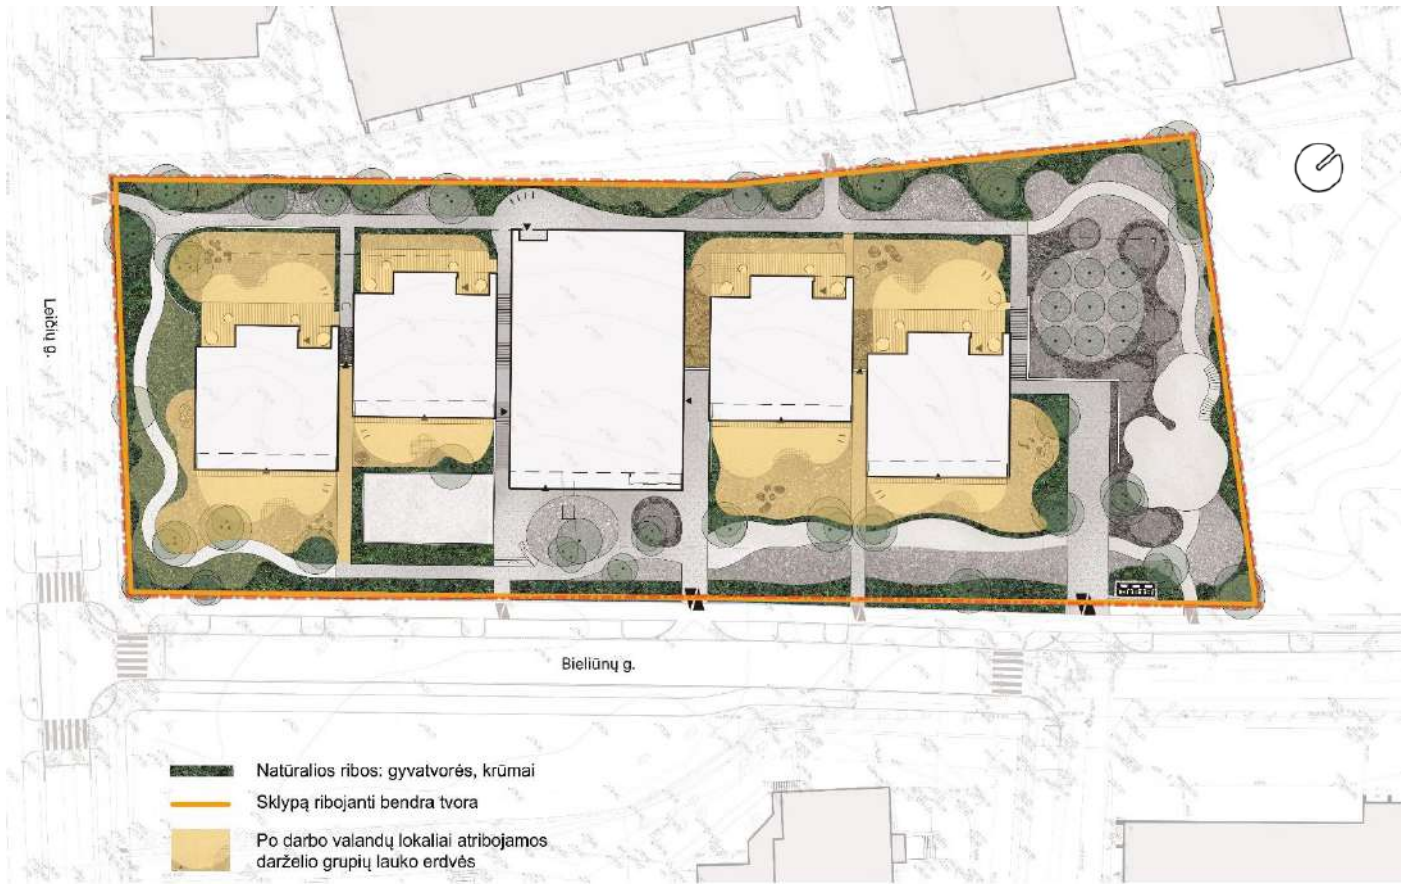 Leičių g.
Bieliūnų g.
Natūralios ribos: gyvatvorės, krūmai
Sklypą ribojanti bendra tvora
Po darbo valandų lokaliai atribojamos
darželio grupių lauko erdvės